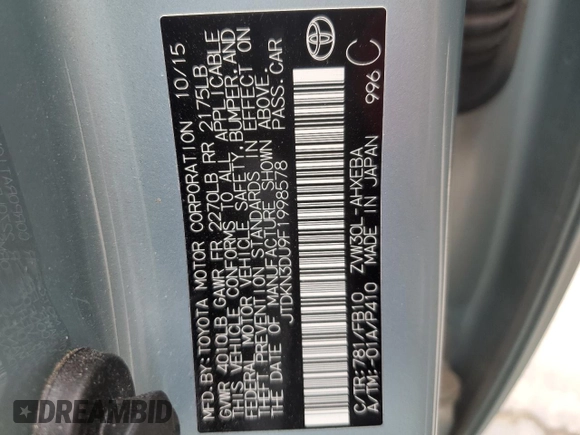 MFD.BY:TOYOTA MOTOR CORPORATION 10/15
GVWR 4010LB GAWR FR 2270LB RR 2175LB
THIS VEHICLE CONFORMS TO ALL APPLICABLE
FEDERAL MOTOR VEHICLE SAFETY, BUMPER, AND
THEFT PREVENTION STANDARDS IN EFFECT ON
THE DATE OF MANUFACTURE SHOWN ABOVE.
JTDKN3DU9F1998578 PASS.CAR
C/TR:781/FB10 ZVW30L-AHXEBA
A/TM:-01A/P410 MADE IN JAPAN 996 C
DREAMBID